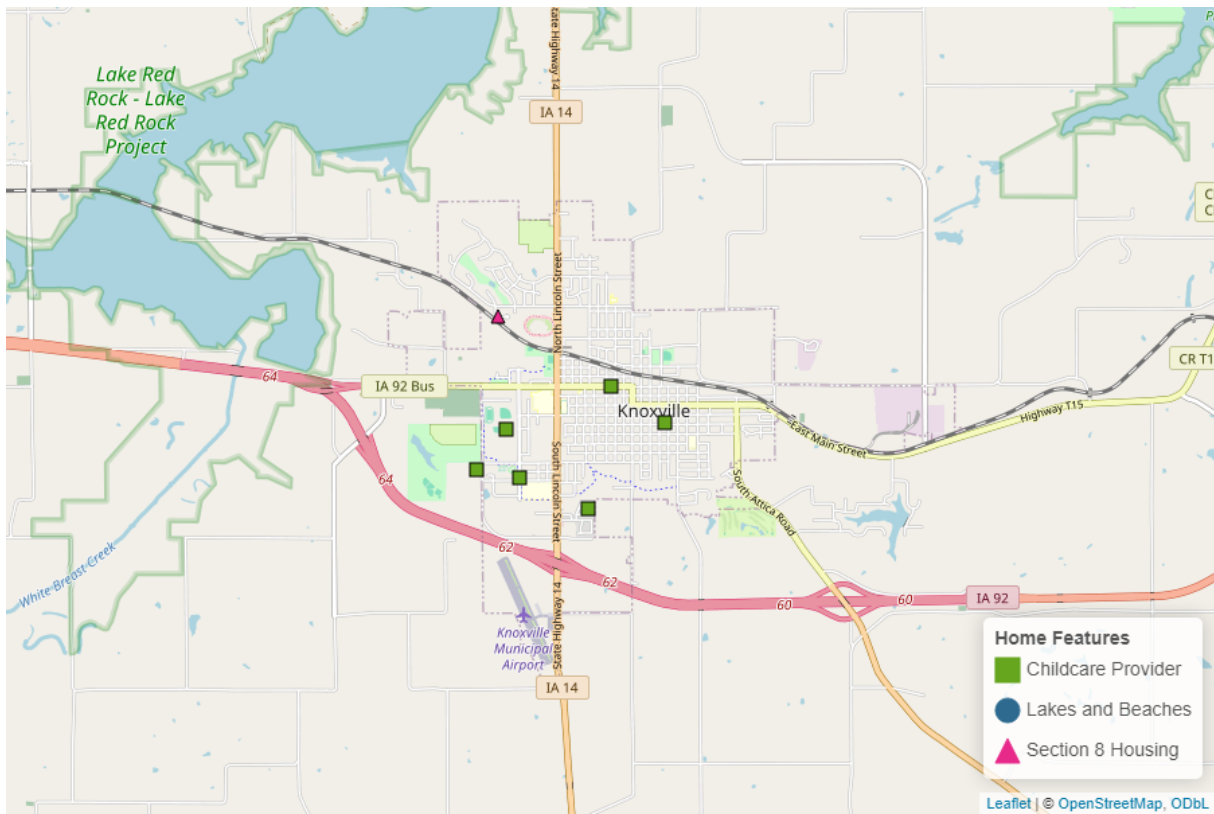 Lake Red
Rock - Lake
Red Rock
Project
State Highway 14
IA 14
North Lincoln Street
64
IA 92 Bus
CR T1
Knoxville
Highway T15
East Main Street
64
South Lincoln Street
South Attica Road
62
62
White Breast Creek
60
60
IA 92
Knoxville
Municipal
Airport
State Highway 14
IA 14
Home Features
Childcare Provider
Lakes and Beaches
Section 8 Housing
Leaflet | © OpenStreetMap, ODbL